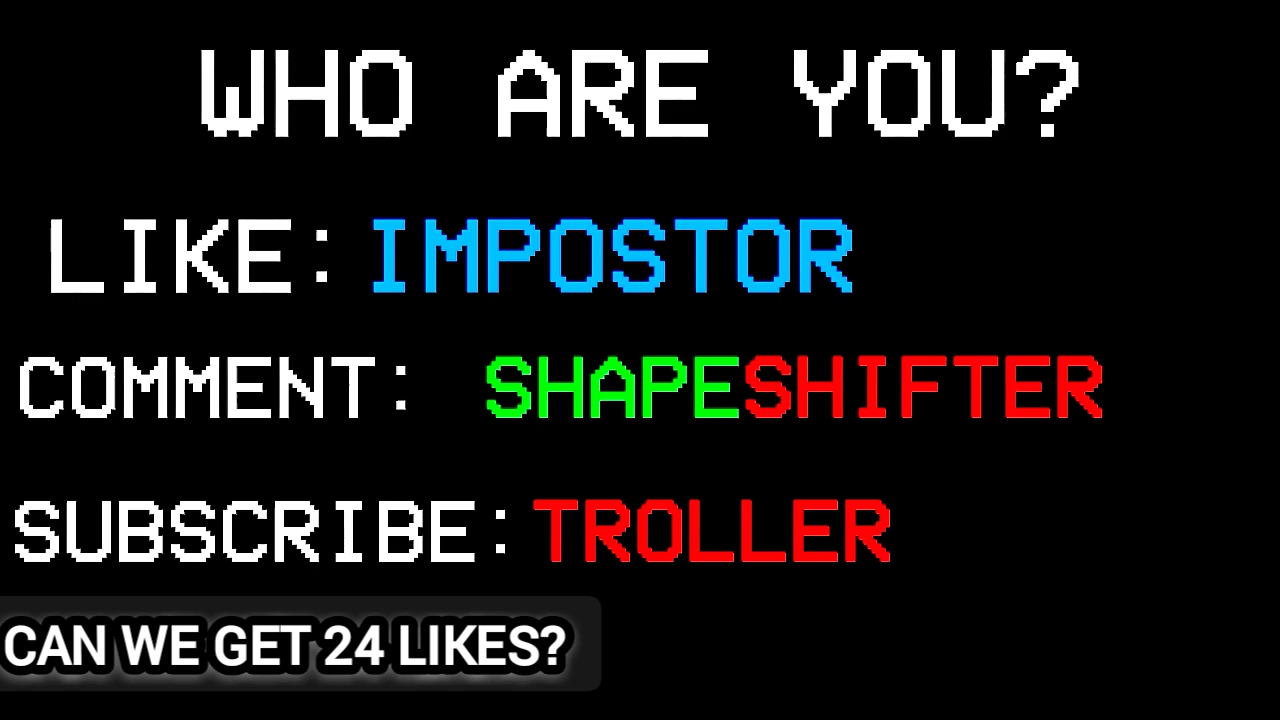 WHO ARE YOU?
LIKE: IMPOSTOR
COMMENT: SHAPESHIFTER
SUBSCRIBE: TROLLER
CAN WE GET 24 LIKES?